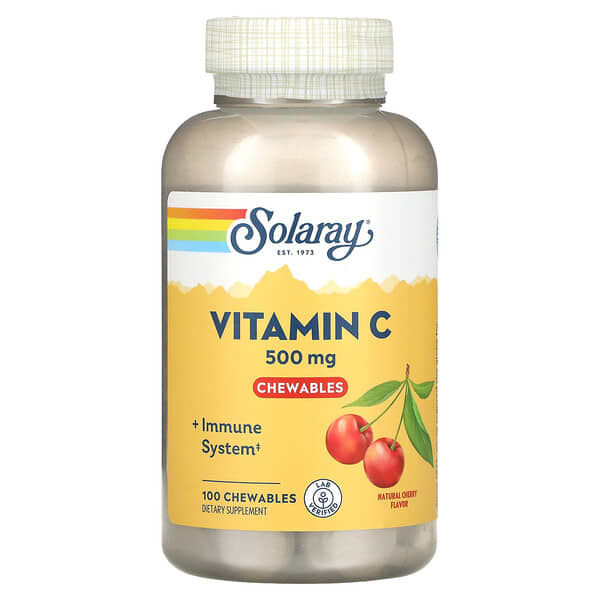 Solaray®
EST. 1973
VITAMIN C
500 mg
CHEWABLES
+ Immune
System‡
100 CHEWABLES
DIETARY SUPPLEMENT
LAB
VERIFIED
NATURAL CHERRY
FLAVOR